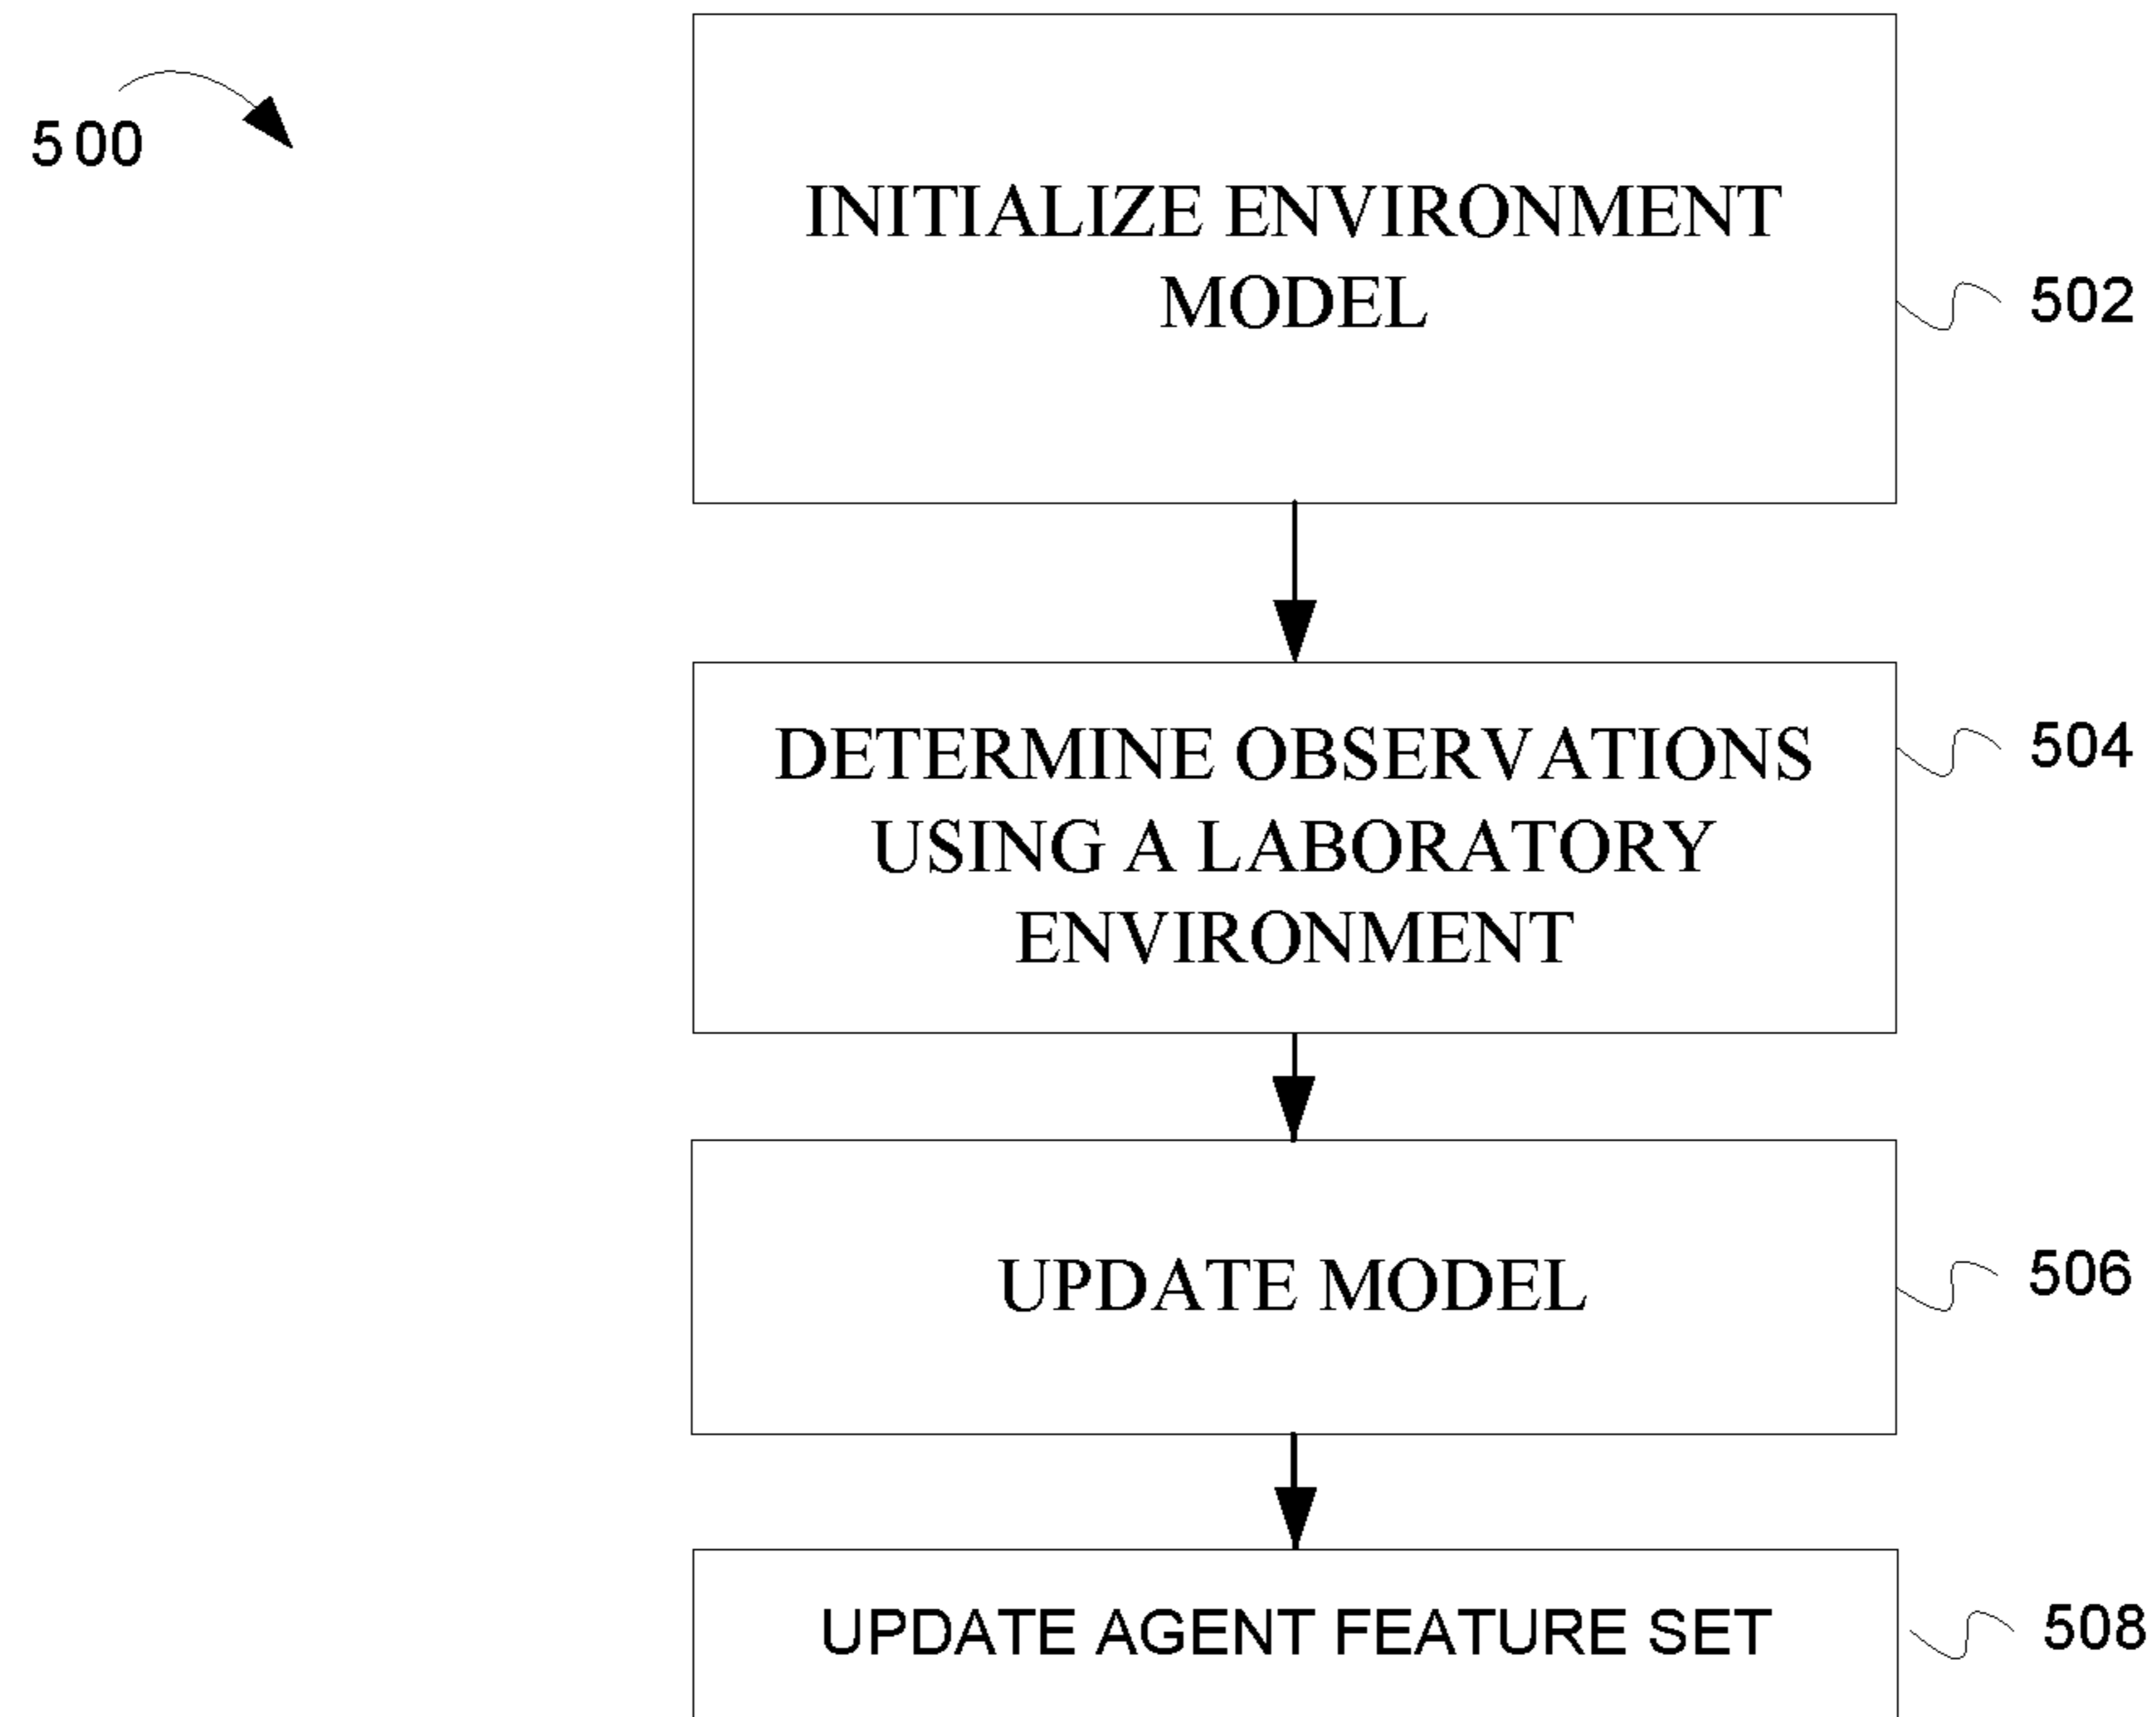 500
INITIALIZE ENVIRONMENT
MODEL
502
DETERMINE OBSERVATIONS
USING A LABORATORY
ENVIRONMENT
504
UPDATE MODEL
506
UPDATE AGENT FEATURE SET
508